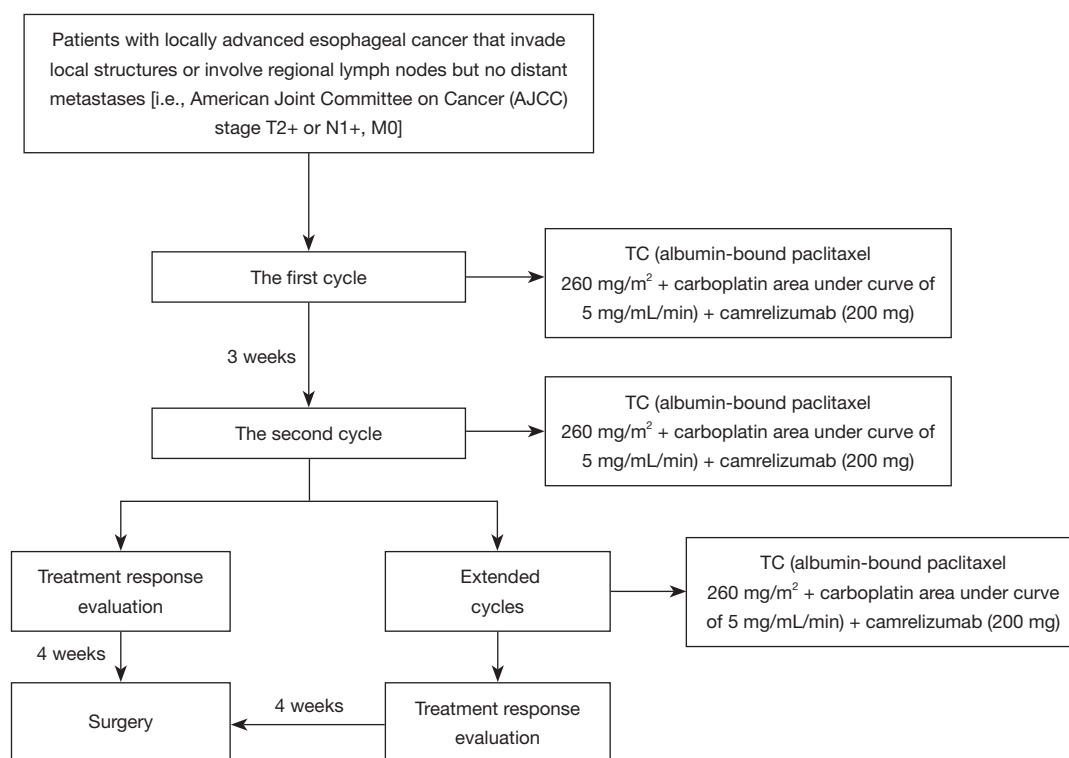 Patients with locally advanced esophageal cancer that invade
local structures or involve regional lymph nodes but no distant
metastases [i.e., American Joint Committee on Cancer (AJCC)
stage T2+ or N1+, M0]
The first cycle
TC (albumin-bound paclitaxel
260 mg/m² + carboplatin area under curve of
5 mg/mL/min) + camrelizumab (200 mg)
3 weeks
The second cycle
TC (albumin-bound paclitaxel
260 mg/m² + carboplatin area under curve of
5 mg/mL/min) + camrelizumab (200 mg)
Treatment response
evaluation
Extended
cycles
TC (albumin-bound paclitaxel
260 mg/m² + carboplatin area under curve
of 5 mg/mL/min) + camrelizumab (200 mg)
4 weeks
Surgery
4 weeks
Treatment response
evaluation